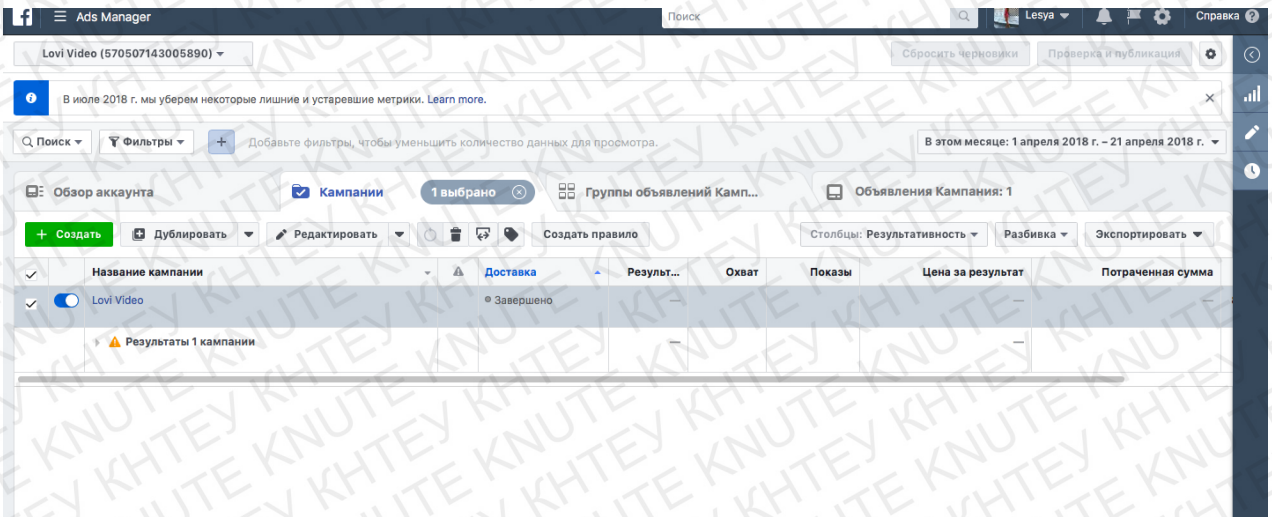 f Ads Manager Поиск Lesya Справка
Lovi Video (570507143005890) Сбросить черновики Проверка и публикация
В июле 2018 г. мы уберем некоторые лишние и устаревшие метрики. Learn more.
Поиск Фильтры + Добавьте фильтры, чтобы уменьшить количество данных для просмотра. В этом месяце: 1 апреля 2018 г. – 21 апреля 2018 г.
Обзор аккаунта Кампании 1 выбрано Группы объявлений Камп... Объявления Кампания: 1
+ Создать Дублировать Редактировать Создать правило Столбцы: Результативность Разбивка Экспортировать
Название кампании Доставка Результ... Охват Показы Цена за результат Потраченная сумма
Lovi Video Завершено — — —
Результаты 1 кампании — —
KNUTE КНТЕУ